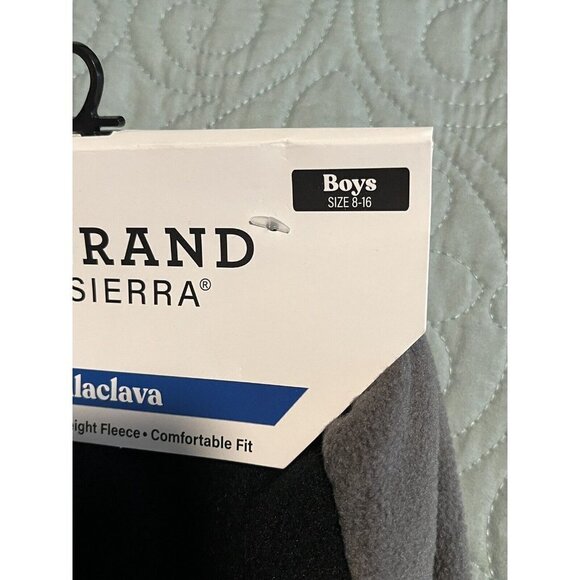 Boys
SIZE 8-16
RAND
SIERRA®
laclava
ight Fleece • Comfortable Fit